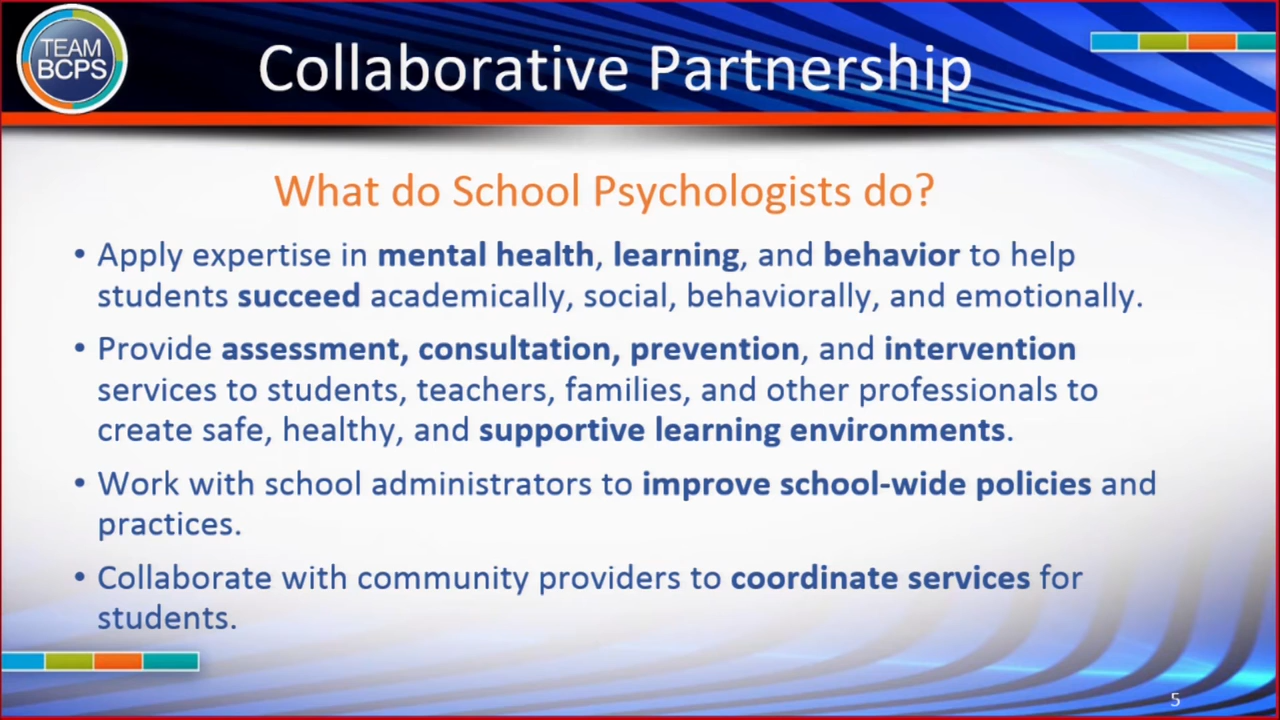 TEAM
BCPS
Collaborative Partnership
What do School Psychologists do?
• Apply expertise in mental health, learning, and behavior to help
students succeed academically, social, behaviorally, and emotionally.
• Provide assessment, consultation, prevention, and intervention
services to students, teachers, families, and other professionals to
create safe, healthy, and supportive learning environments.
• Work with school administrators to improve school-wide policies and
practices.
• Collaborate with community providers to coordinate services for
students.
5